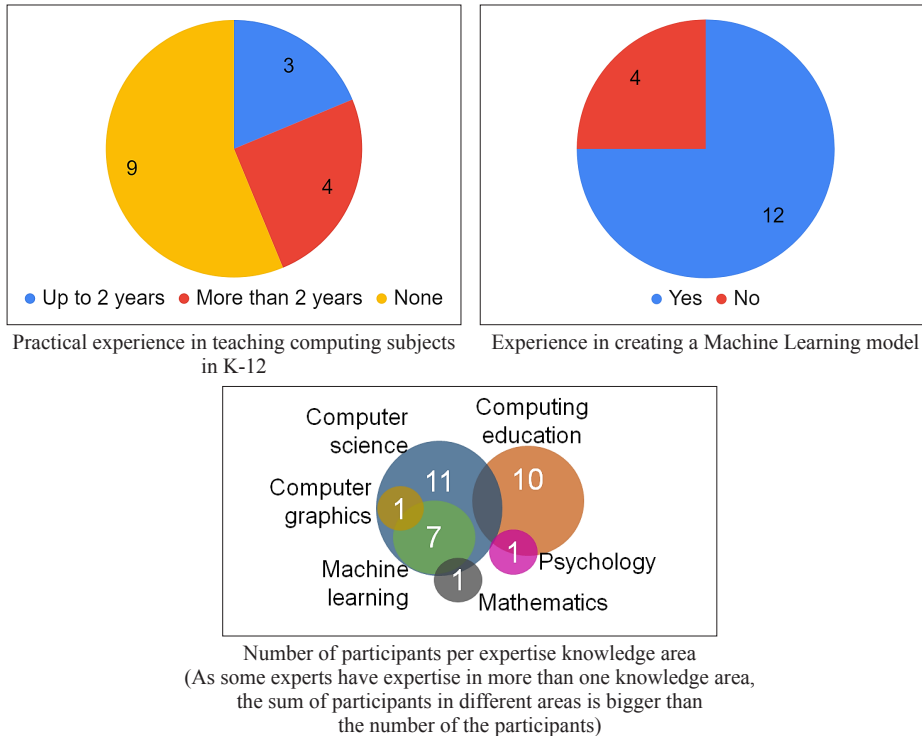 3
4
9
Up to 2 years More than 2 years None
Practical experience in teaching computing subjects
in K-12
4
12
Yes No
Experience in creating a Machine Learning model
Computer
science
Computing
education
11
10
Computer
graphics
1
7
Machine
learning
1
Mathematics
1
Psychology
Number of participants per expertise knowledge area
(As some experts have expertise in more than one knowledge area,
the sum of participants in different areas is bigger than
the number of the participants)